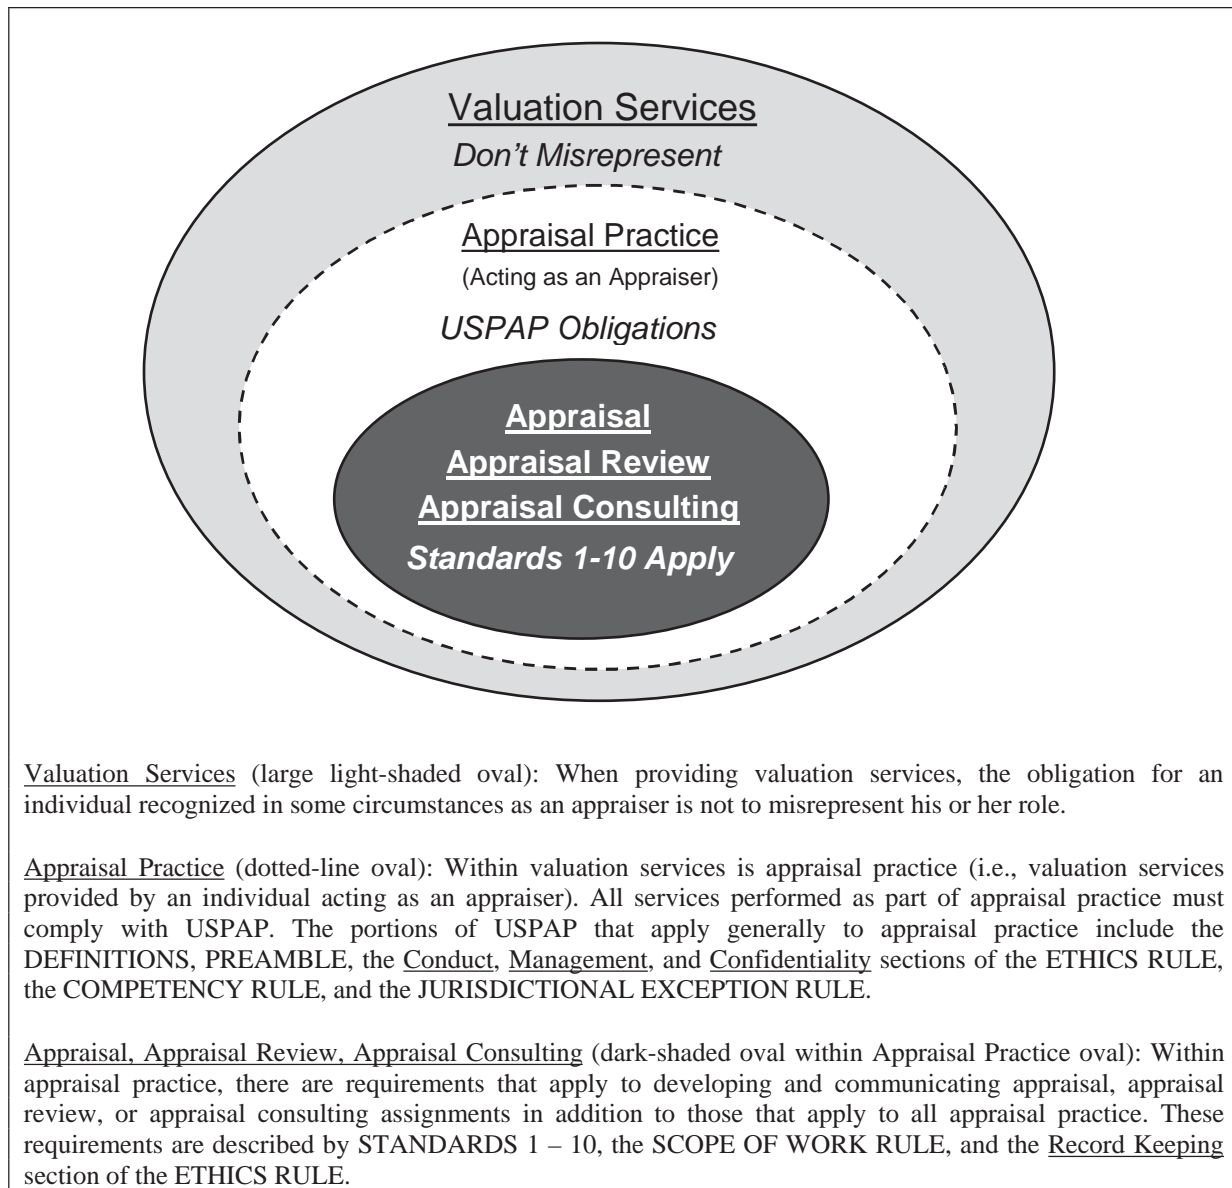 Valuation Services
Don’t Misrepresent
Appraisal Practice
(Acting as an Appraiser)
USPAP Obligations
Appraisal
Appraisal Review
Appraisal Consulting
Standards 1-10 Apply
Valuation Services (large light-shaded oval): When providing valuation services, the obligation for an
individual recognized in some circumstances as an appraiser is not to misrepresent his or her role.
Appraisal Practice (dotted-line oval): Within valuation services is appraisal practice (i.e., valuation services
provided by an individual acting as an appraiser). All services performed as part of appraisal practice must
comply with USPAP. The portions of USPAP that apply generally to appraisal practice include the
DEFINITIONS, PREAMBLE, the Conduct, Management, and Confidentiality sections of the ETHICS RULE,
the COMPETENCY RULE, and the JURISDICTIONAL EXCEPTION RULE.
Appraisal, Appraisal Review, Appraisal Consulting (dark-shaded oval within Appraisal Practice oval): Within
appraisal practice, there are requirements that apply to developing and communicating appraisal, appraisal
review, or appraisal consulting assignments in addition to those that apply to all appraisal practice. These
requirements are described by STANDARDS 1 – 10, the SCOPE OF WORK RULE, and the Record Keeping
section of the ETHICS RULE.